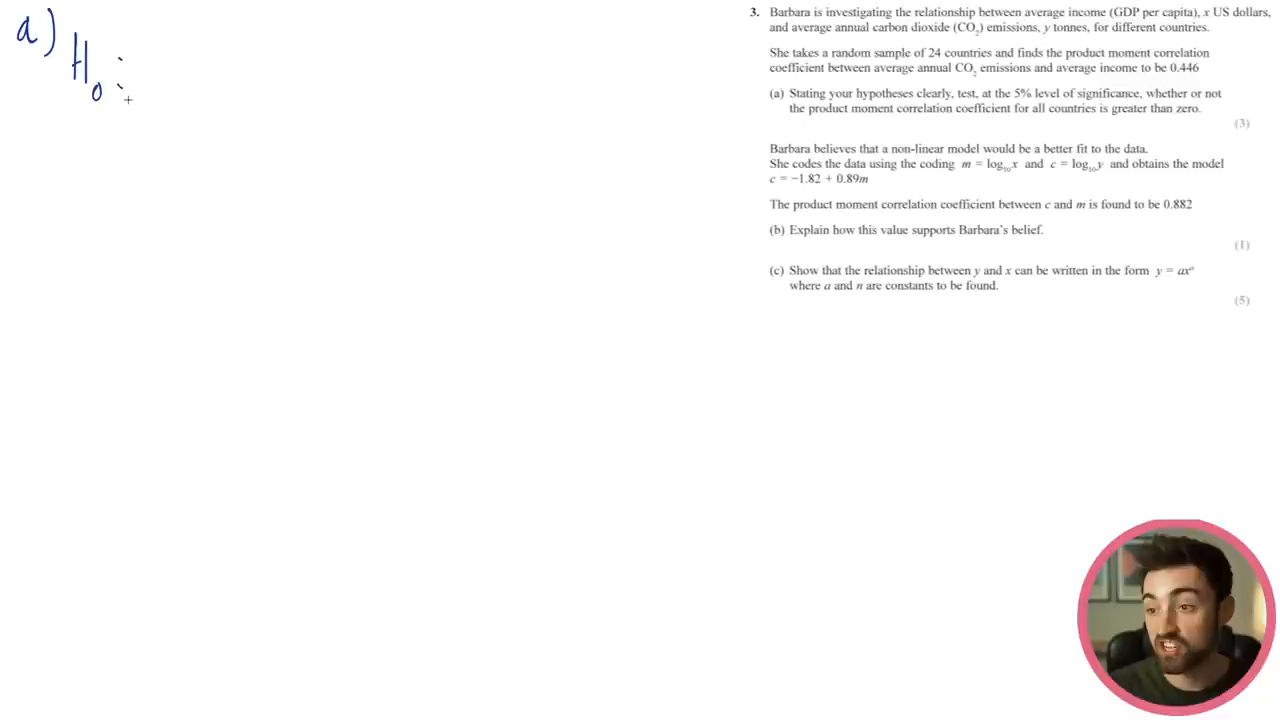 a)
H₀:
3. Barbara is investigating the relationship between average income (GDP per capita), x US dollars,
and average annual carbon dioxide (CO₂) emissions, y tonnes, for different countries.
She takes a random sample of 24 countries and finds the product moment correlation
coefficient between average annual CO₂ emissions and average income to be 0.446
(a) Stating your hypotheses clearly, test, at the 5% level of significance, whether or not
the product moment correlation coefficient for all countries is greater than zero.
(3)
Barbara believes that a non-linear model would be a better fit to the data.
She codes the data using the coding m = log₁₀x and c = log₁₀y and obtains the model
c = −1.82 + 0.89m
The product moment correlation coefficient between c and m is found to be 0.882
(b) Explain how this value supports Barbara's belief.
(1)
(c) Show that the relationship between y and x can be written in the form y = axⁿ
where a and n are constants to be found.
(5)